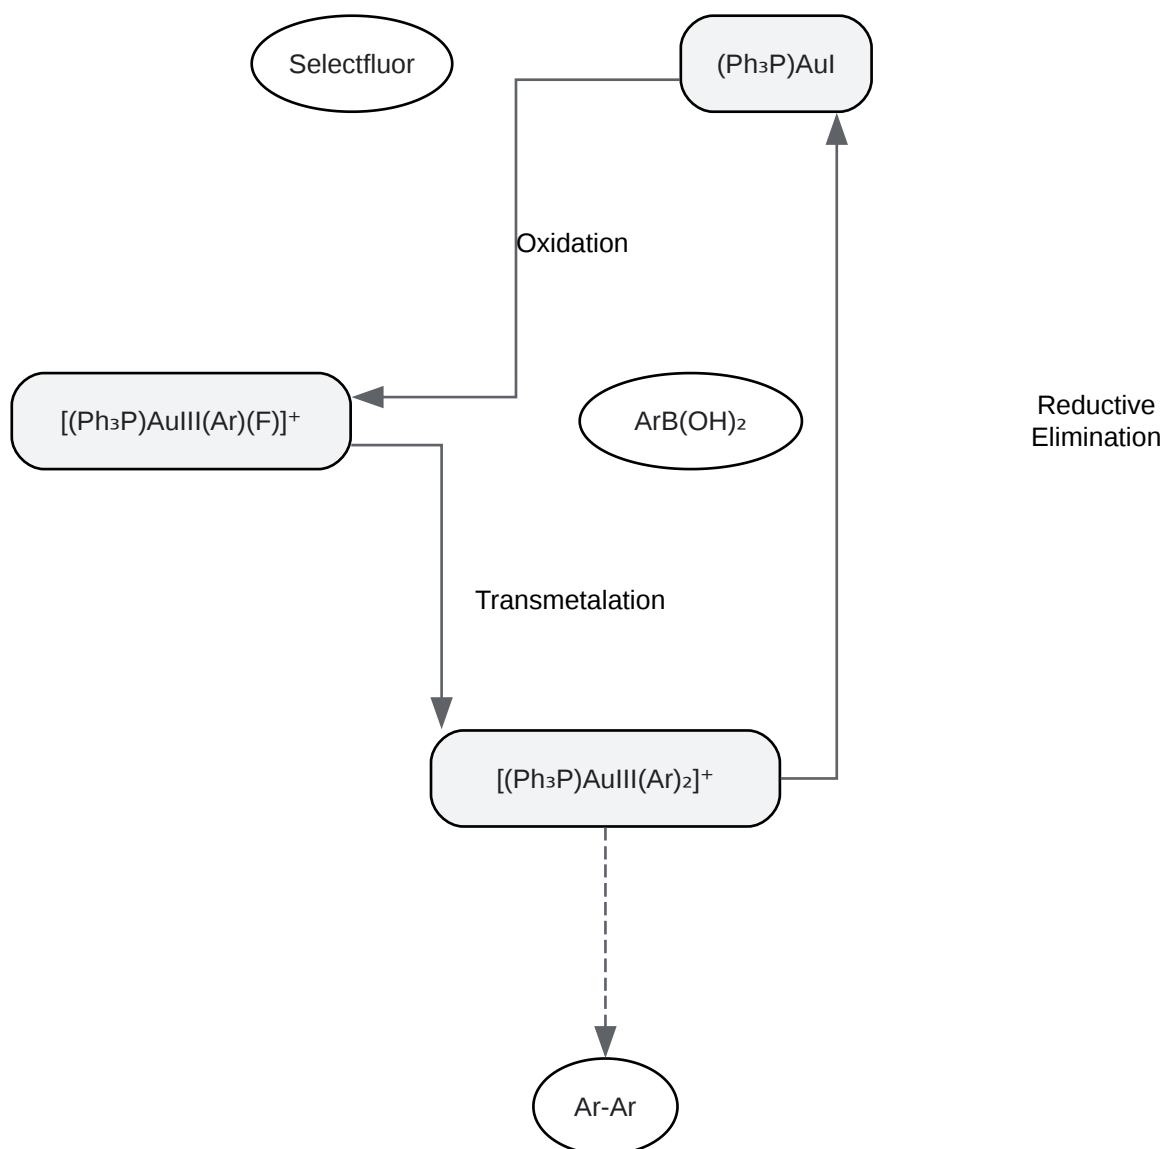 Selectfluor
(Ph₃P)AuI
Oxidation
[(Ph₃P)AuIII(Ar)(F)]⁺
ArB(OH)₂
Reductive
Elimination
Transmetalation
[(Ph₃P)AuIII(Ar)₂]⁺
Ar-Ar